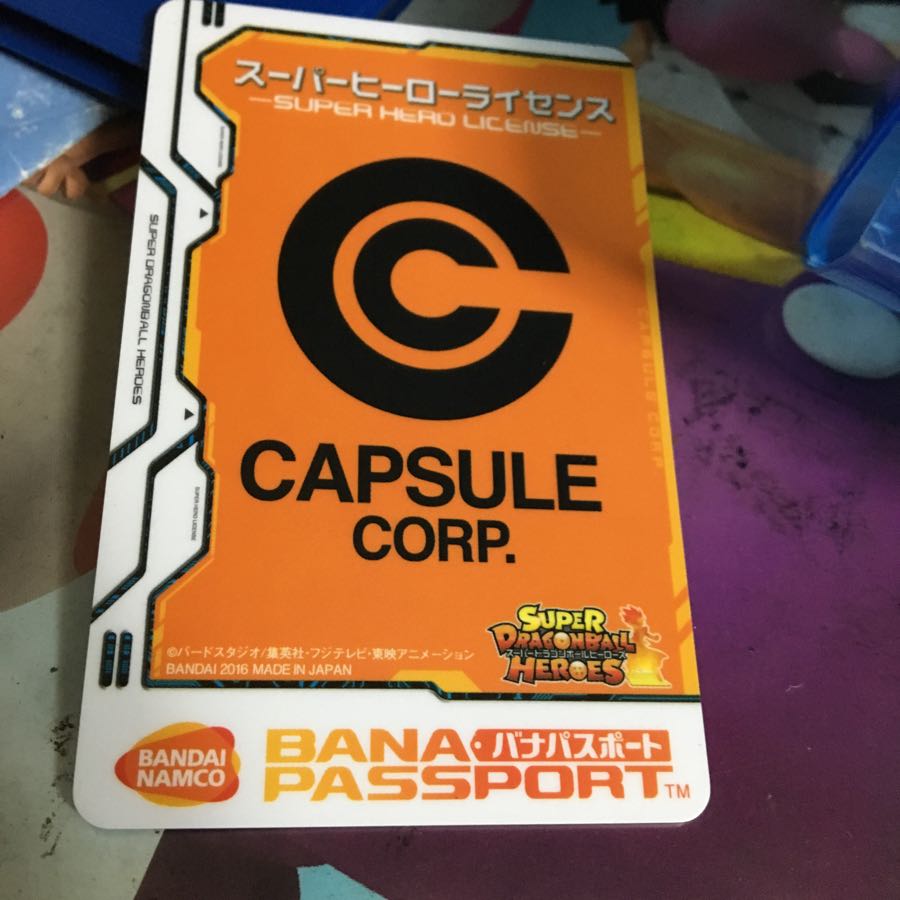 スーパーヒーローライセンス
SUPER HERO LICENSE
SUPER DRAGONBALL HEROES
CAPSULE
CORP.
CAPSULE CORP
SUPER HERO LICENSE
SUPER
DRAGONBALL
スーパードラゴンボールヒーローズ
HEROES
©バードスタジオ/集英社・フジテレビ・東映アニメーション
BANDAI 2016 MADE IN JAPAN
BANDAI
NAMCO
BANA バナパスポート
PASSPORT™